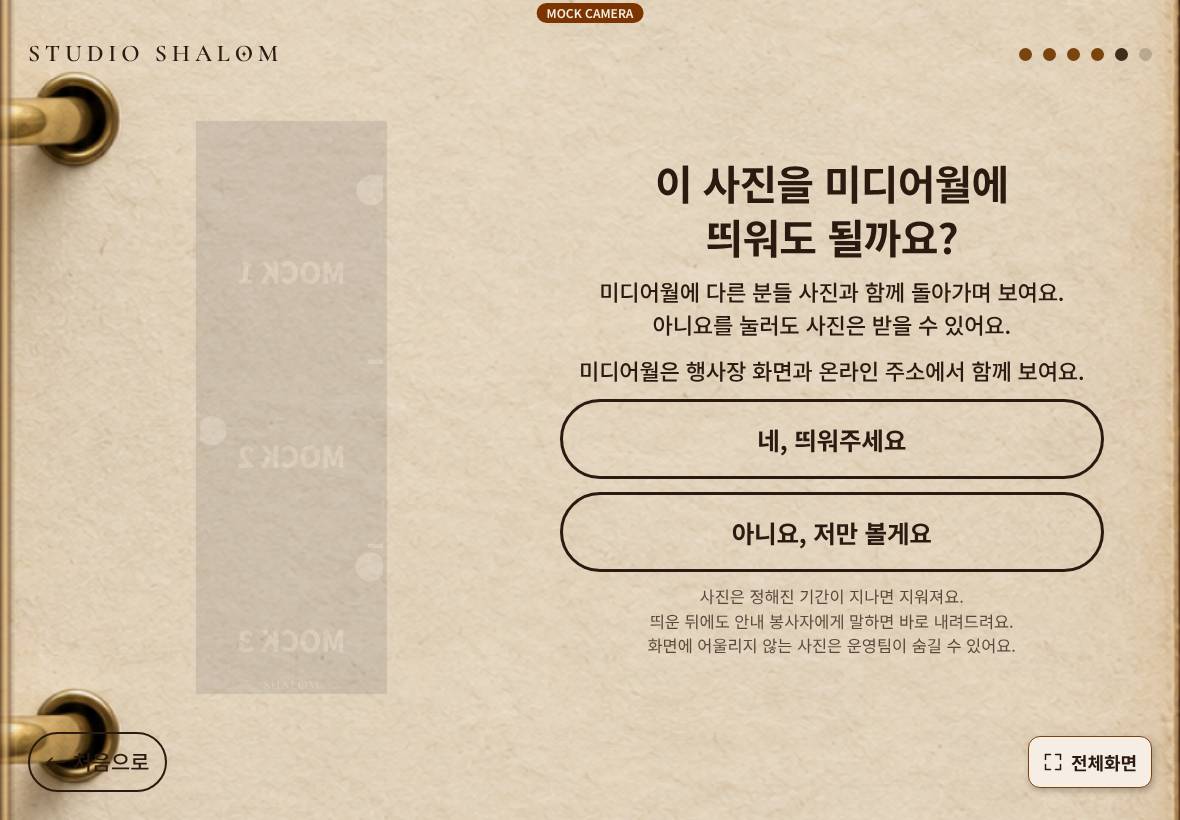 MOCK CAMERA
STUDIO SHALOM
MOCK 1
MOCK 2
MOCK 3
SHALOM
이 사진을 미디어월에
띄워도 될까요?
미디어월에 다른 분들 사진과 함께 돌아가며 보여요.
아니요를 눌러도 사진은 받을 수 있어요.
미디어월은 행사장 화면과 온라인 주소에서 함께 보여요.
네, 띄워주세요
아니요, 저만 볼게요
사진은 정해진 기간이 지나면 지워져요.
띄운 뒤에도 안내 봉사자에게 말하면 바로 내려드려요.
화면에 어울리지 않는 사진은 운영팀이 숨길 수 있어요.
← 처음으로
전체화면